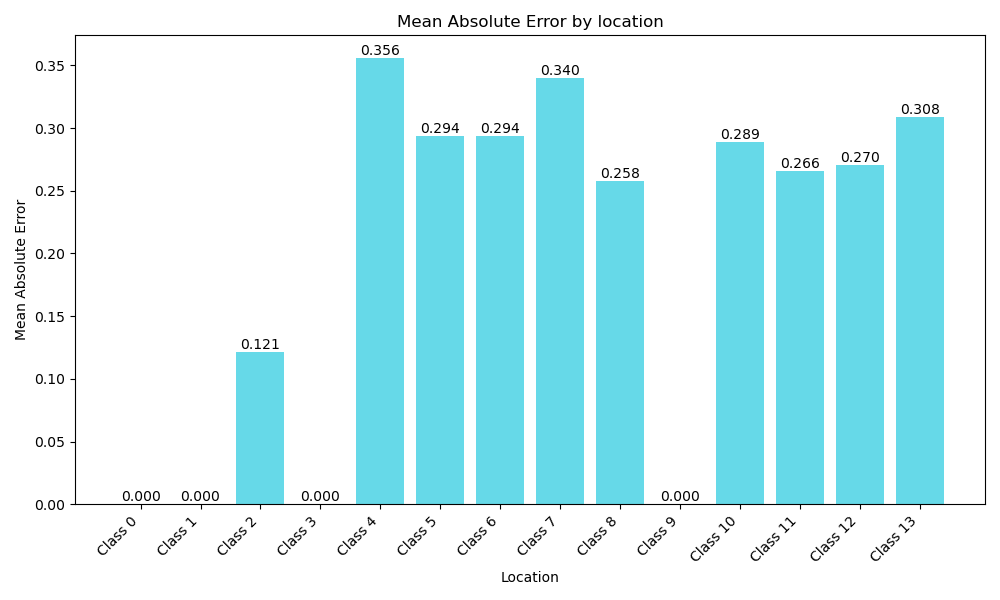 Mean Absolute Error by location
Mean Absolute Error
0.35
0.30
0.25
0.20
0.15
0.10
0.05
0.00
0.000
0.000
0.121
0.000
0.356
0.294
0.294
0.340
0.258
0.000
0.289
0.266
0.270
0.308
Class 0
Class 1
Class 2
Class 3
Class 4
Class 5
Class 6
Class 7
Class 8
Class 9
Class 10
Class 11
Class 12
Class 13
Location